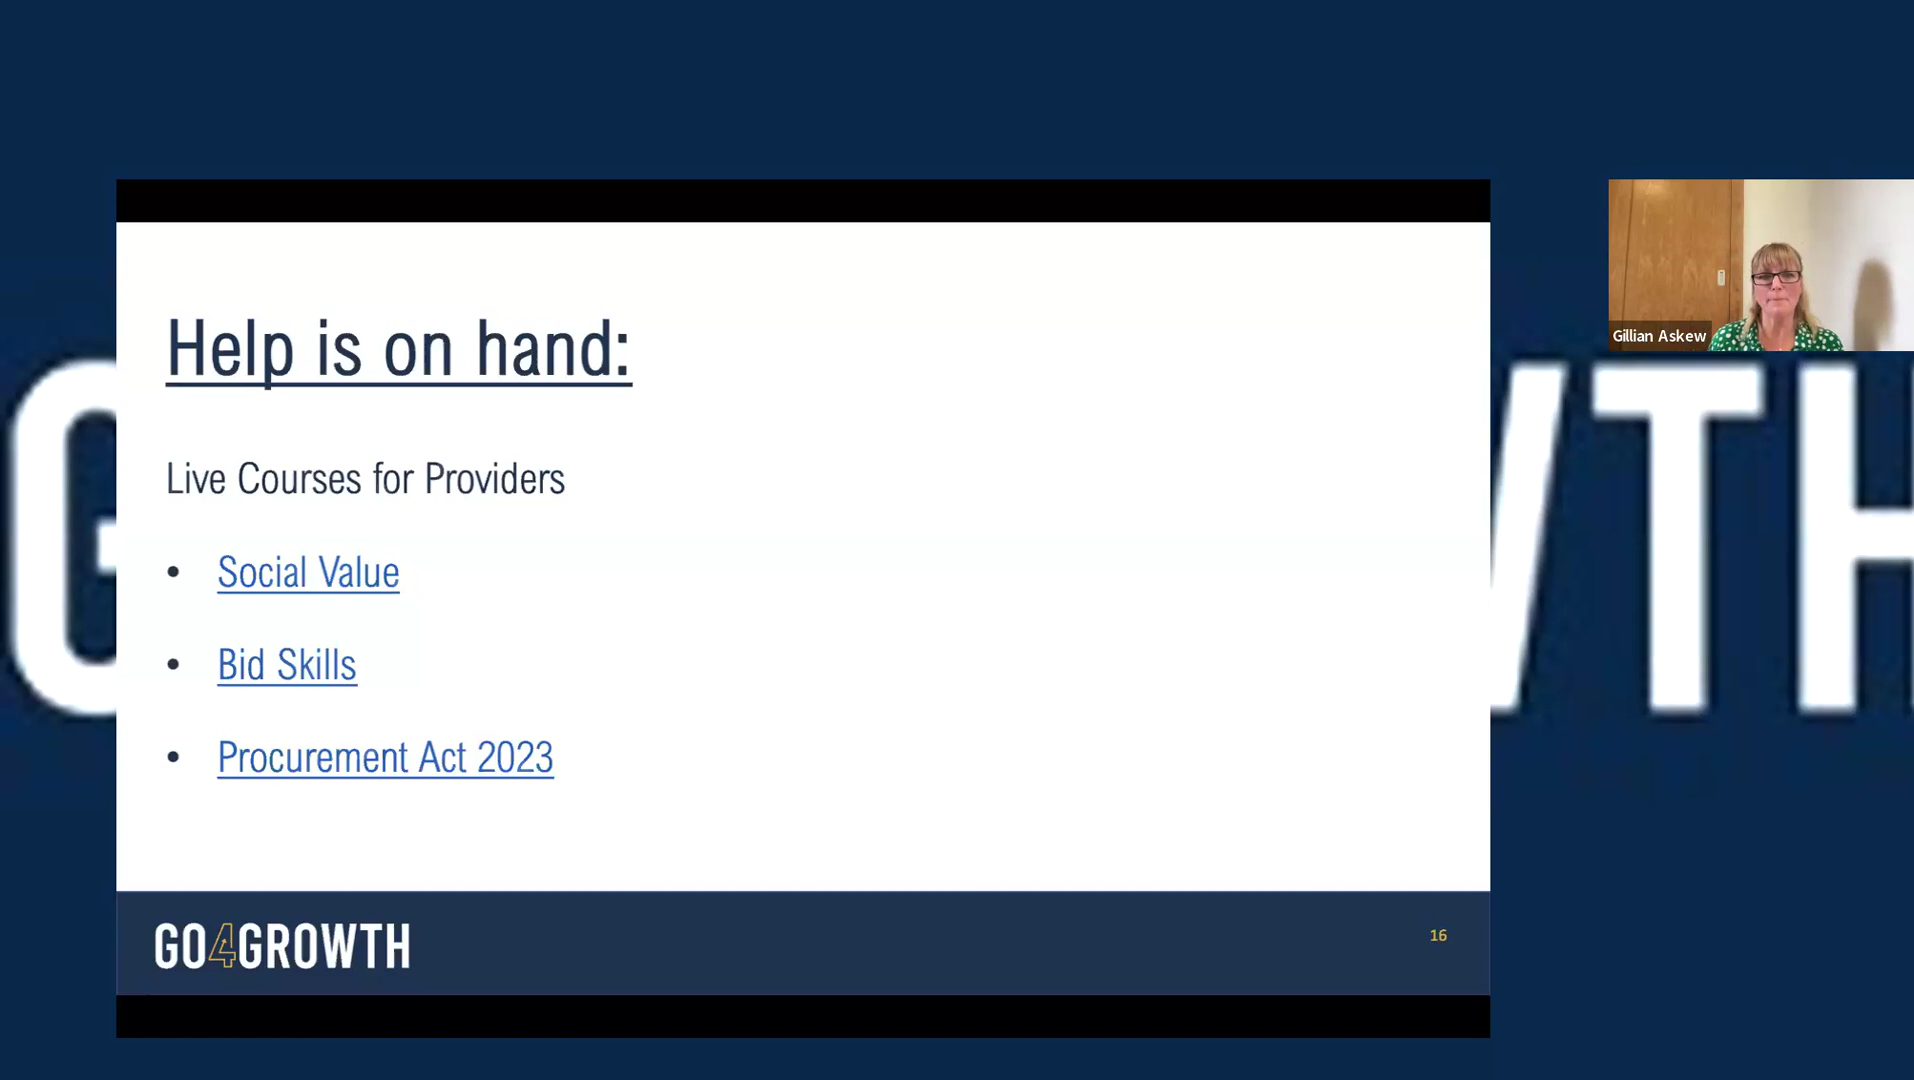 Help is on hand:
Live Courses for Providers
• Social Value
• Bid Skills
• Procurement Act 2023
GO4GROWTH
16
Gillian Askew
G
WTH